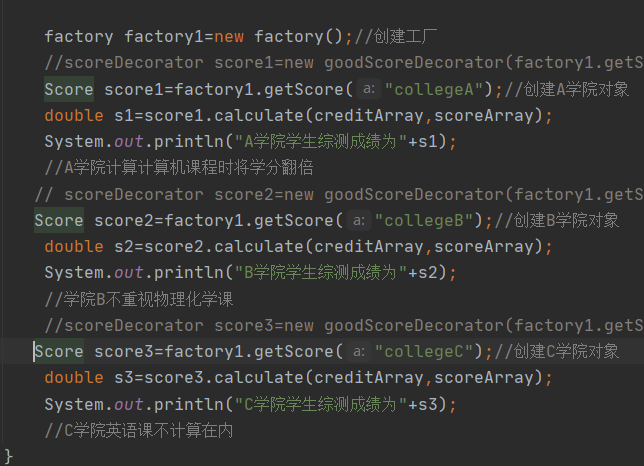 factory factory1=new factory();//创建工厂
//scoreDecorator score1=new goodScoreDecorator(factory1.getS
Score score1=factory1.getScore( a: "collegeA");//创建A学院对象
double s1=score1.calculate(creditArray,scoreArray);
System.out.println("A学院学生综测成绩为"+s1);
//A学院计算计算机课程时将学分翻倍
// scoreDecorator score2=new goodScoreDecorator(factory1.getS
Score score2=factory1.getScore( a: "collegeB");//创建B学院对象
double s2=score2.calculate(creditArray,scoreArray);
System.out.println("B学院学生综测成绩为"+s2);
//学院B不重视物理化学课
//scoreDecorator score3=new goodScoreDecorator(factory1.getS
Score score3=factory1.getScore( a: "collegeC");//创建C学院对象
double s3=score3.calculate(creditArray,scoreArray);
System.out.println("C学院学生综测成绩为"+s3);
//C学院英语课不计算在内
}